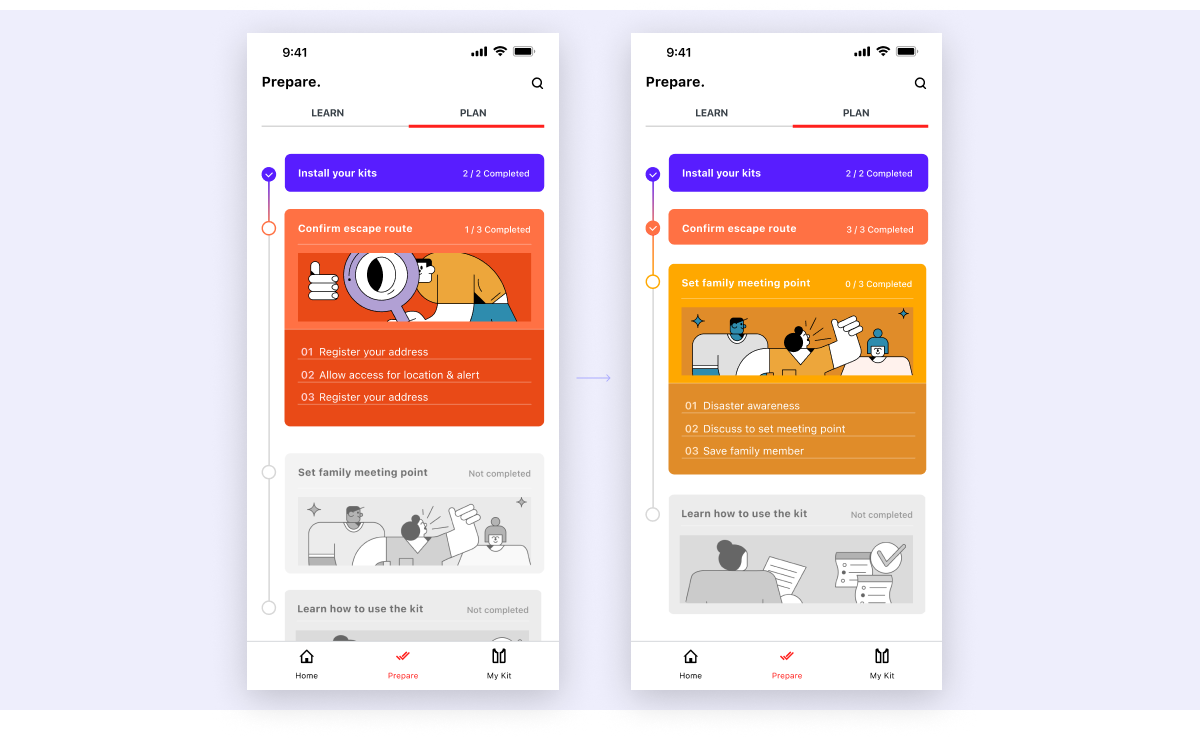 9:41
Prepare.
LEARN PLAN
Install your kits 2 / 2 Completed
Confirm escape route 1 / 3 Completed
01 Register your address
02 Allow access for location & alert
03 Register your address
Set family meeting point Not completed
Learn how to use the kit Not completed
Home Prepare My Kit
9:41
Prepare.
LEARN PLAN
Install your kits 2 / 2 Completed
Confirm escape route 3 / 3 Completed
Set family meeting point 0 / 3 Completed
01 Disaster awareness
02 Discuss to set meeting point
03 Save family member
Learn how to use the kit Not completed
Home Prepare My Kit